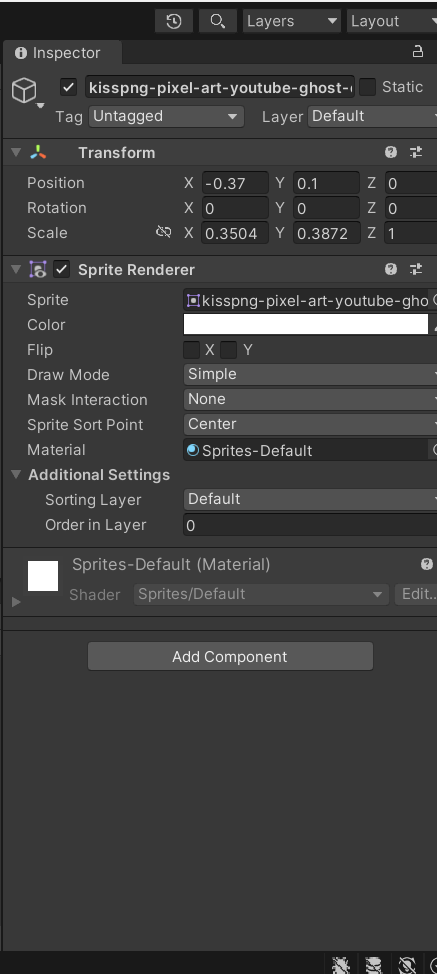 Layers Layout
Inspector
kisspng-pixel-art-youtube-ghost- Static
Tag Untagged Layer Default
Transform
Position X -0.37 Y 0.1 Z 0
Rotation X 0 Y 0 Z 0
Scale X 0.3504 Y 0.3872 Z 1
Sprite Renderer
Sprite kisspng-pixel-art-youtube-gho
Color
Flip X Y
Draw Mode Simple
Mask Interaction None
Sprite Sort Point Center
Material Sprites-Default
Additional Settings
Sorting Layer Default
Order in Layer 0
Sprites-Default (Material)
Shader Sprites/Default Edit..
Add Component